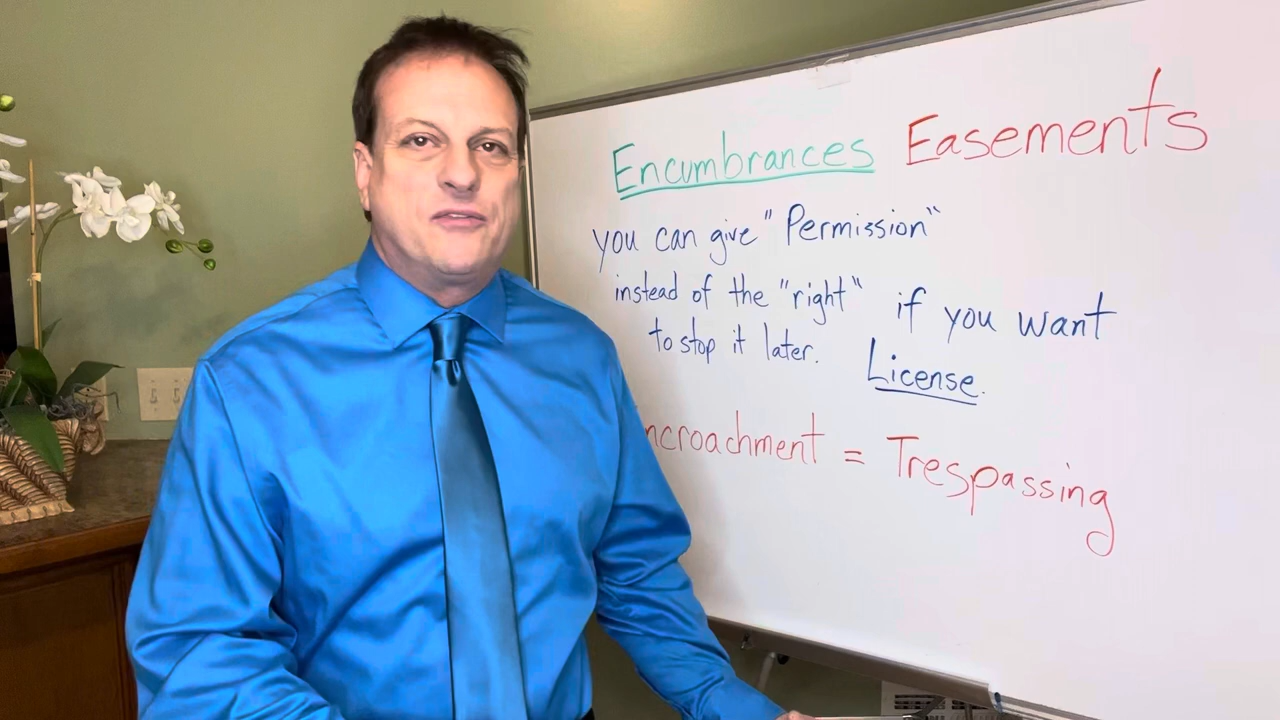 Encumbrances Easements
you can give "Permission"
instead of the "right" if you want
to stop it later. License.
ncroachment = Trespassing